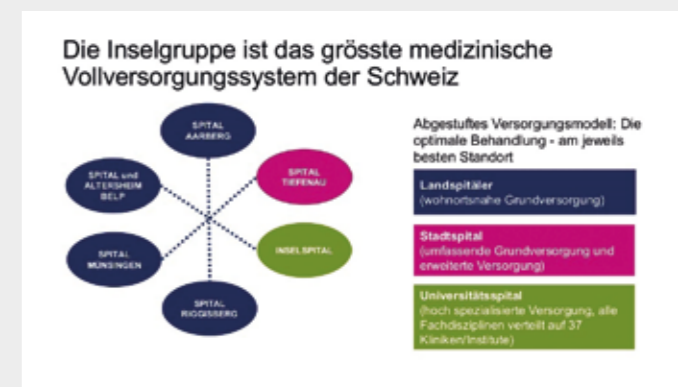 Die Inselgruppe ist das grösste medizinische
Vollversorgungssystem der Schweiz
SPITAL
AARBERG
SPITAL und
ALTERSHEIM
BELP
SPITAL
TIEFENAU
SPITAL
MÜNSINGEN
INSELSPITAL
SPITAL
RIGGISBERG
Abgestuftes Versorgungsmodell: Die
optimale Behandlung - am jeweils
besten Standort
Landspitäler
(wohnortsnahe Grundversorgung)
Stadtspital
(umfassende Grundversorgung und
erweiterte Versorgung)
Universitätsspital
(hoch spezialisierte Versorgung, alle
Fachdisziplinen verteilt auf 37
Kliniken/Institute)